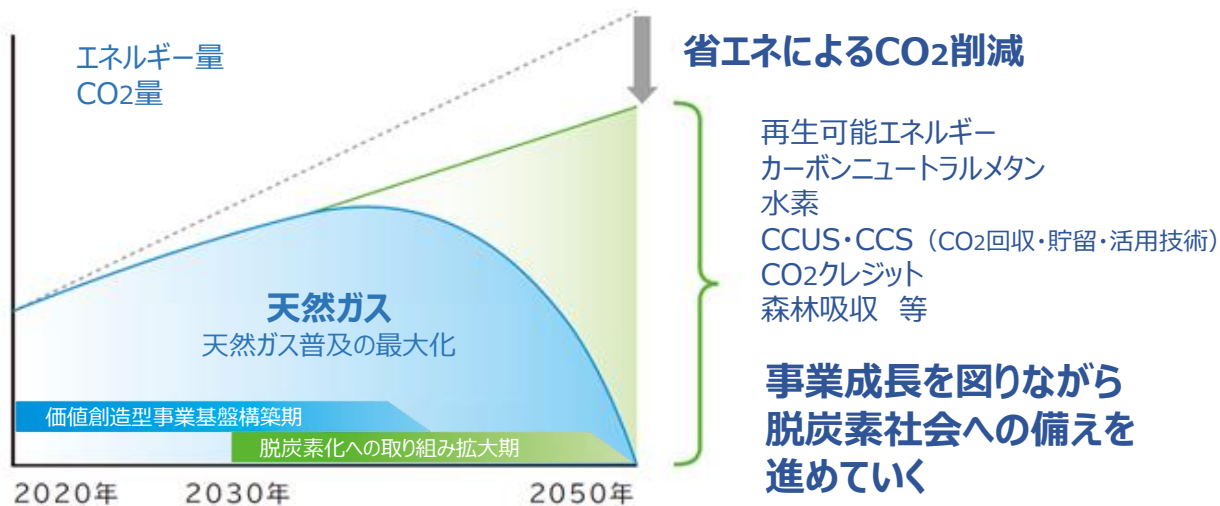 エネルギー量
CO2量
省エネによるCO2削減
再生可能エネルギー
カーボンニュートラルメタン
水素
CCUS・CCS（CO2回収・貯留・活用技術）
CO2クレジット
森林吸収　等
天然ガス
天然ガス普及の最大化
事業成長を図りながら
脱炭素社会への備えを
進めていく
価値創造型事業基盤構築期
脱炭素化への取り組み拡大期
2020年
2030年
2050年